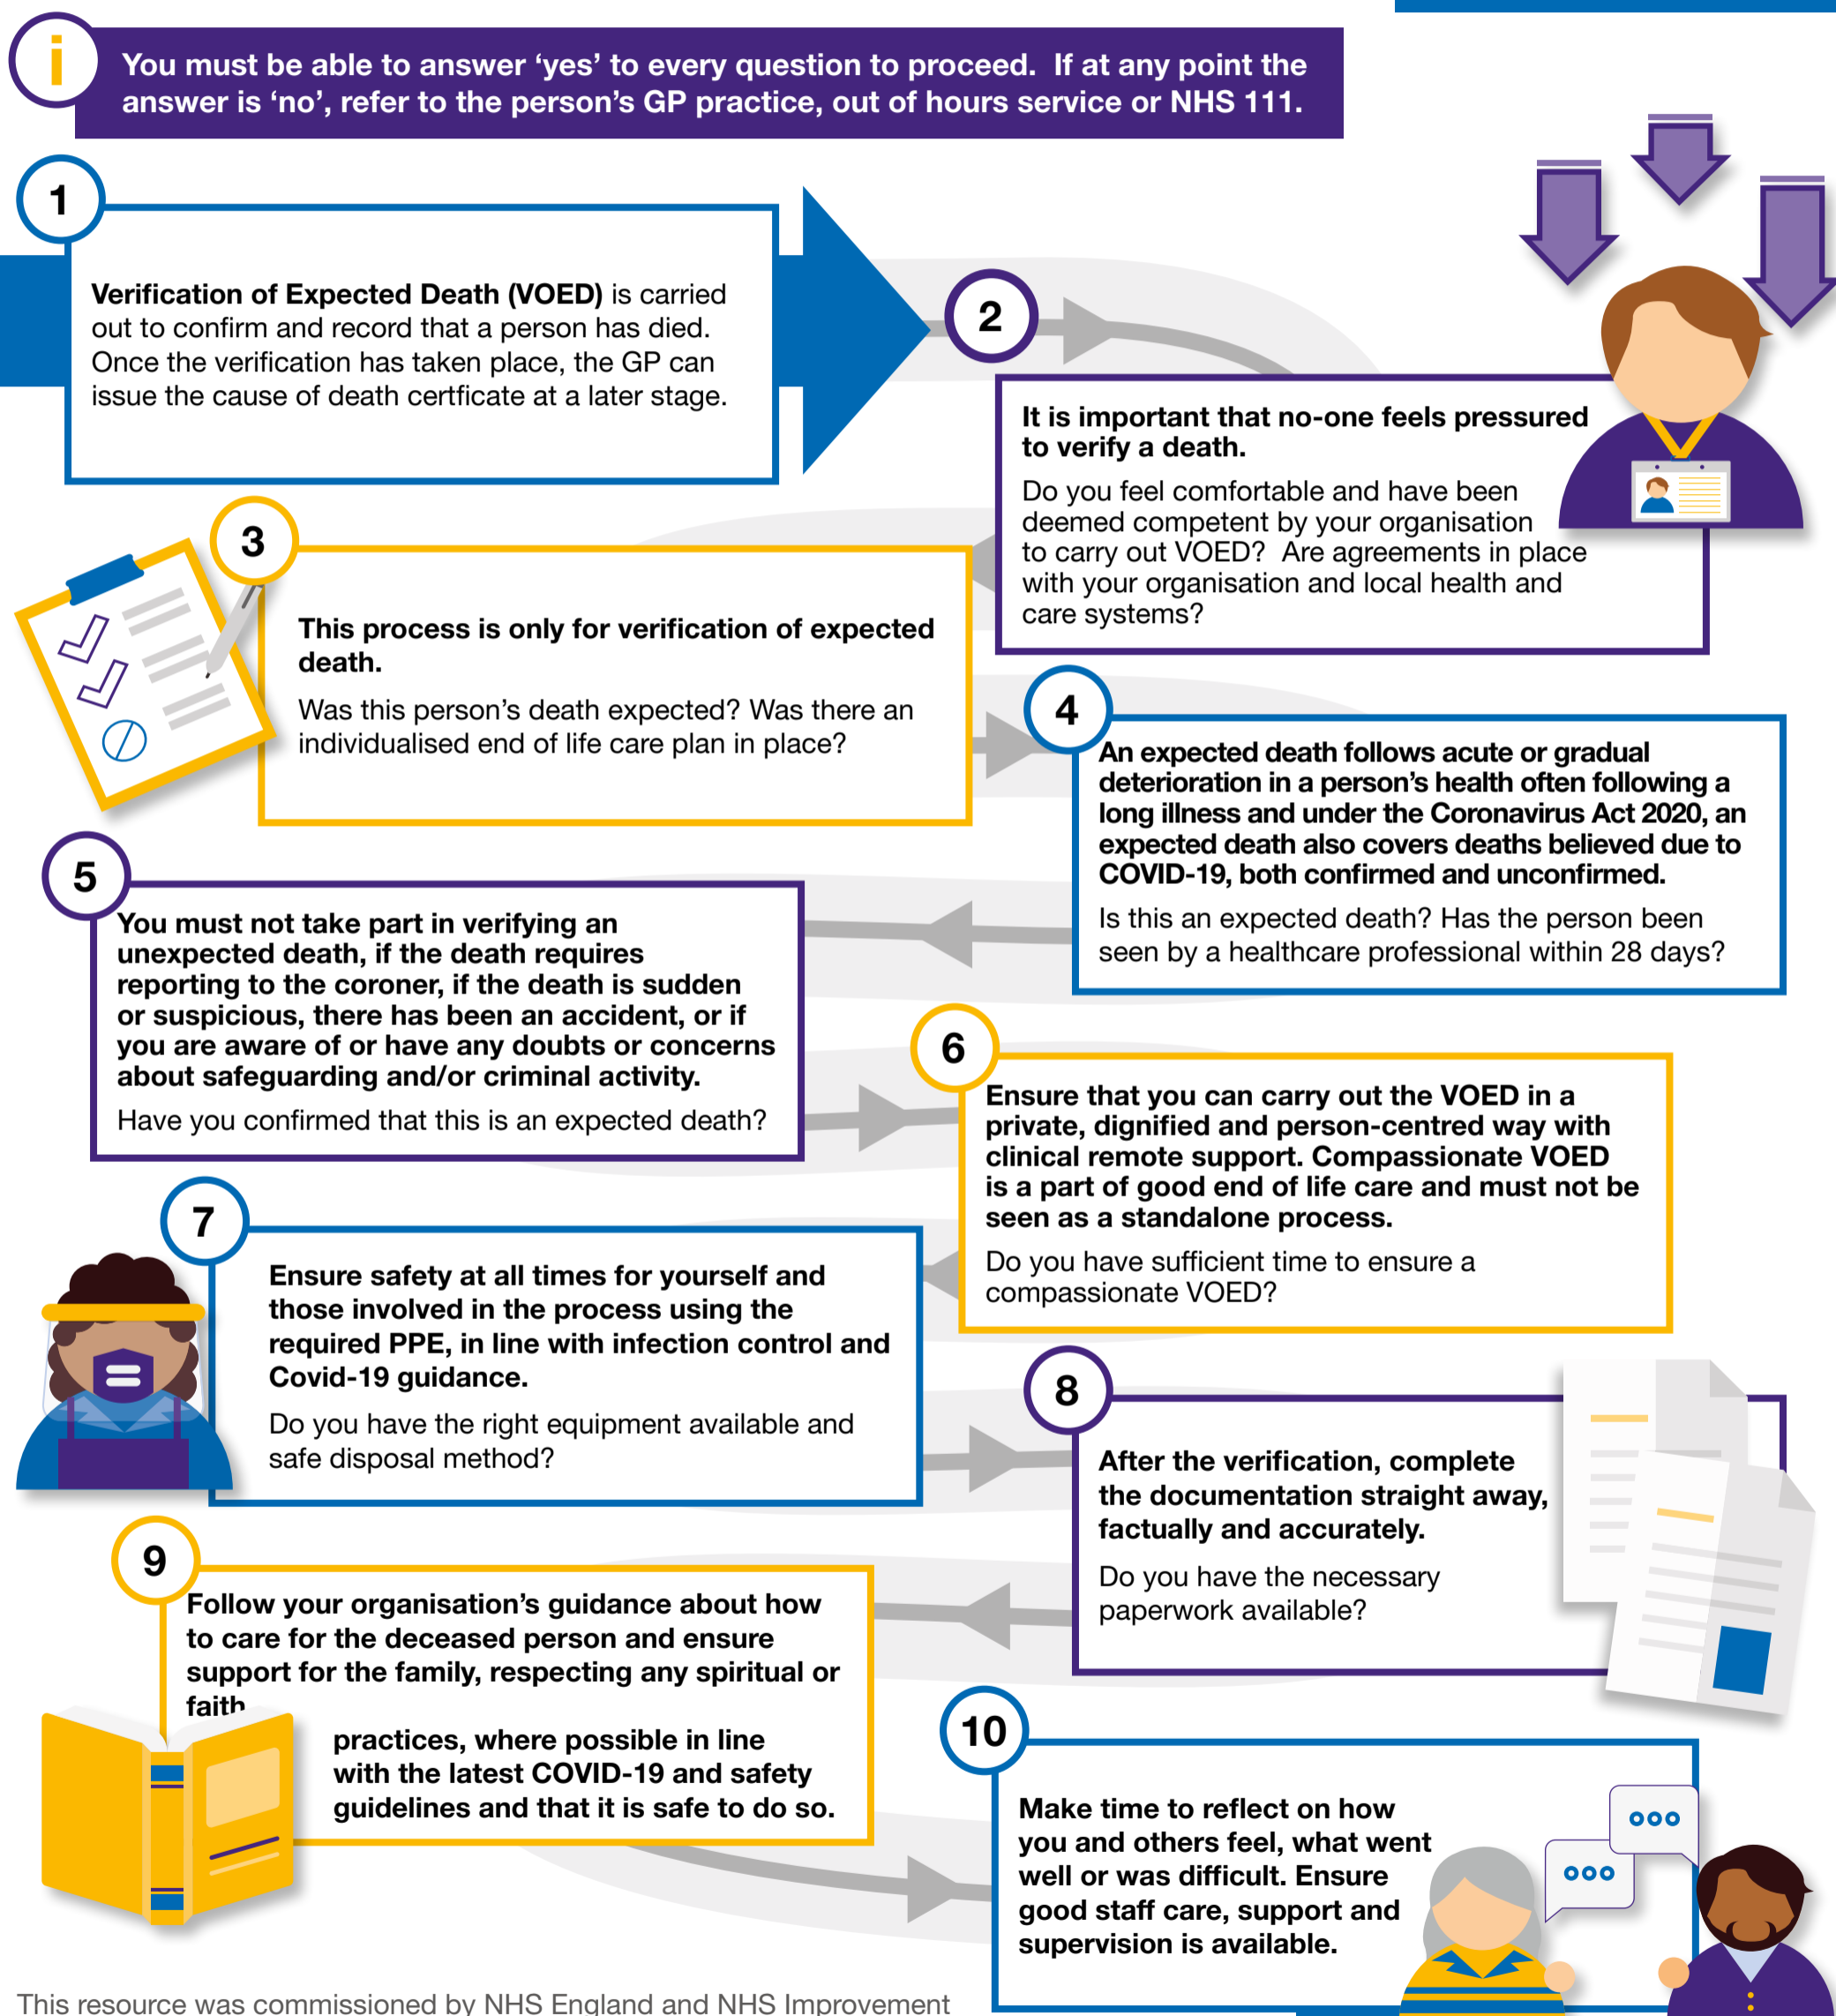 i
You must be able to answer ‘yes’ to every question to proceed.  If at any point the
answer is ‘no’, refer to the person’s GP practice, out of hours service or NHS 111.
1
Verification of Expected Death (VOED) is carried
out to confirm and record that a person has died.
Once the verification has taken place, the GP can
issue the cause of death certficate at a later stage.
2
It is important that no-one feels pressured
to verify a death.
Do you feel comfortable and have been
deemed competent by your organisation
to carry out VOED?  Are agreements in place
with your organisation and local health and
care systems?
3
This process is only for verification of expected
death.
Was this person’s death expected? Was there an
individualised end of life care plan in place?
4
An expected death follows acute or gradual
deterioration in a person’s health often following a
long illness and under the Coronavirus Act 2020, an
expected death also covers deaths believed due to
COVID-19, both confirmed and unconfirmed.
Is this an expected death? Has the person been
seen by a healthcare professional within 28 days?
5
You must not take part in verifying an
unexpected death, if the death requires
reporting to the coroner, if the death is sudden
or suspicious, there has been an accident, or if
you are aware of or have any doubts or concerns
about safeguarding and/or criminal activity.
Have you confirmed that this is an expected death?
6
Ensure that you can carry out the VOED in a
private, dignified and person-centred way with
clinical remote support. Compassionate VOED
is a part of good end of life care and must not be
seen as a standalone process.
Do you have sufficient time to ensure a
compassionate VOED?
7
Ensure safety at all times for yourself and
those involved in the process using the
required PPE, in line with infection control and
Covid-19 guidance.
Do you have the right equipment available and
safe disposal method?
8
After the verification, complete
the documentation straight away,
factually and accurately.
Do you have the necessary
paperwork available?
9
Follow your organisation’s guidance about how
to care for the deceased person and ensure
support for the family, respecting any spiritual or
faith
practices, where possible in line
with the latest COVID-19 and safety
guidelines and that it is safe to do so.
10
Make time to reflect on how
you and others feel, what went
well or was difficult. Ensure
good staff care, support and
supervision is available.
This resource was commissioned by NHS England and NHS Improvement